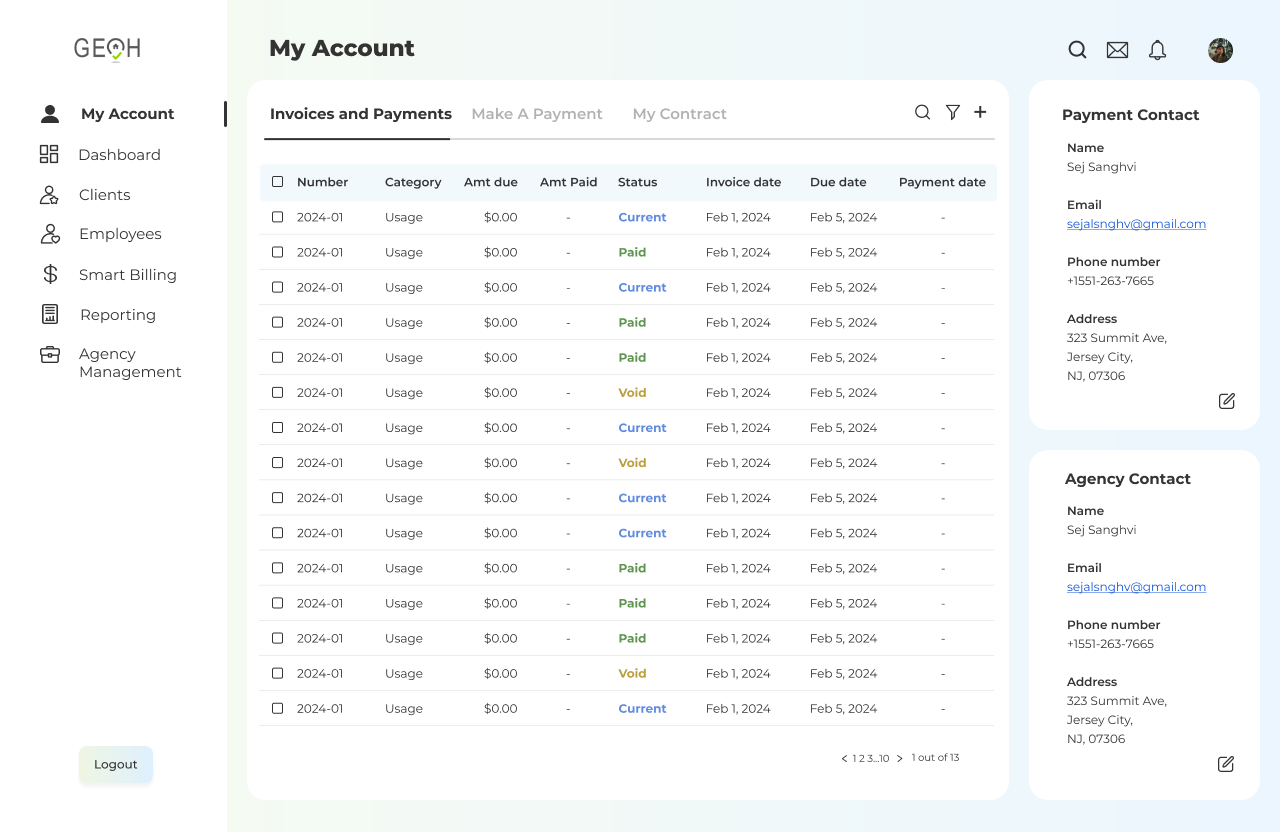 GEOH
My Account
Dashboard
Clients
Employees
Smart Billing
Reporting
Agency
Management
Logout
My Account
Invoices and Payments Make A Payment My Contract
Number Category Amt due Amt Paid Status Invoice date Due date Payment date
2024-01 Usage $0.00 - Current Feb 1, 2024 Feb 5, 2024 -
2024-01 Usage $0.00 - Paid Feb 1, 2024 Feb 5, 2024 -
2024-01 Usage $0.00 - Current Feb 1, 2024 Feb 5, 2024 -
2024-01 Usage $0.00 - Paid Feb 1, 2024 Feb 5, 2024 -
2024-01 Usage $0.00 - Paid Feb 1, 2024 Feb 5, 2024 -
2024-01 Usage $0.00 - Void Feb 1, 2024 Feb 5, 2024 -
2024-01 Usage $0.00 - Current Feb 1, 2024 Feb 5, 2024 -
2024-01 Usage $0.00 - Void Feb 1, 2024 Feb 5, 2024 -
2024-01 Usage $0.00 - Current Feb 1, 2024 Feb 5, 2024 -
2024-01 Usage $0.00 - Current Feb 1, 2024 Feb 5, 2024 -
2024-01 Usage $0.00 - Paid Feb 1, 2024 Feb 5, 2024 -
2024-01 Usage $0.00 - Paid Feb 1, 2024 Feb 5, 2024 -
2024-01 Usage $0.00 - Paid Feb 1, 2024 Feb 5, 2024 -
2024-01 Usage $0.00 - Void Feb 1, 2024 Feb 5, 2024 -
2024-01 Usage $0.00 - Current Feb 1, 2024 Feb 5, 2024 -
< 1 2 3...10 > 1 out of 13
Payment Contact
Name
Sej Sanghvi
Email
sejalsnghv@gmail.com
Phone number
+1551-263-7665
Address
323 Summit Ave,
Jersey City,
NJ, 07306
Agency Contact
Name
Sej Sanghvi
Email
sejalsnghv@gmail.com
Phone number
+1551-263-7665
Address
323 Summit Ave,
Jersey City,
NJ, 07306